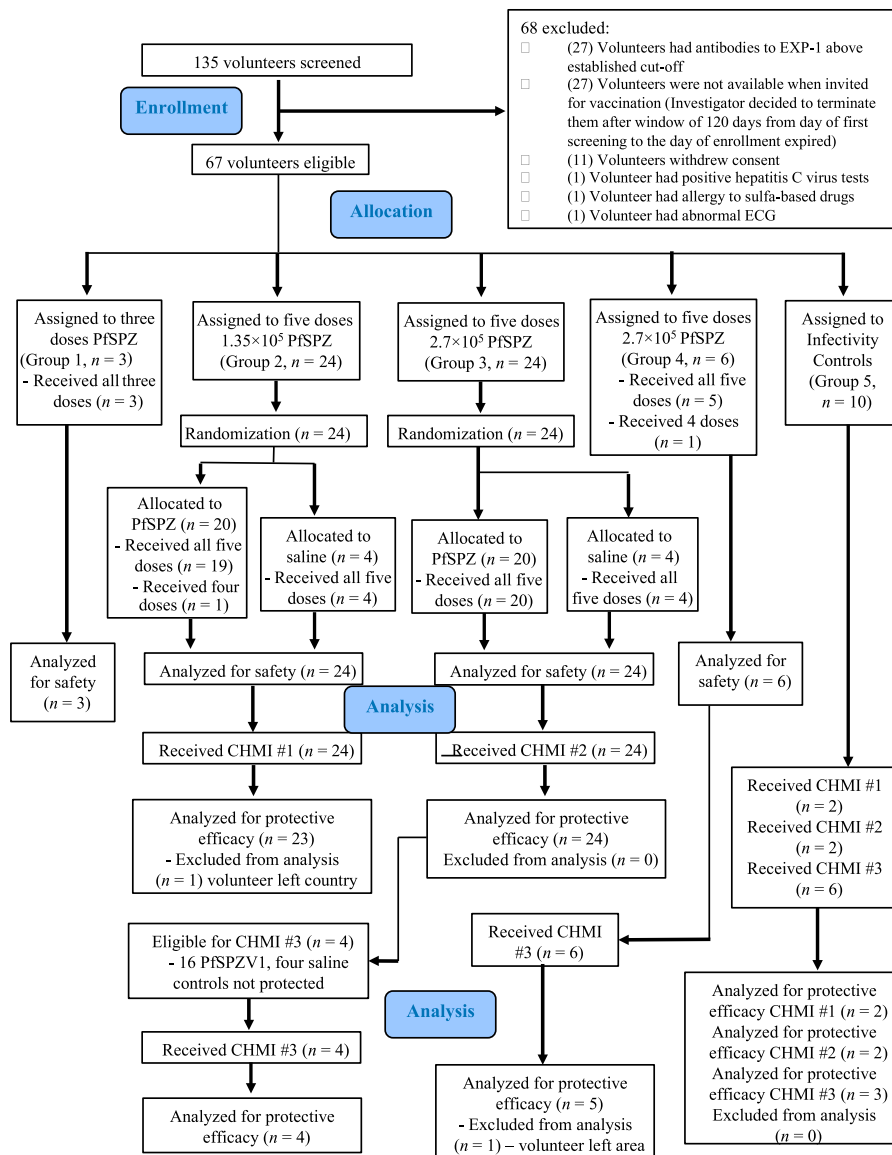 135 volunteers screened
68 excluded:
(27) Volunteers had antibodies to EXP-1 above
established cut-off
(27) Volunteers were not available when invited
for vaccination (Investigator decided to terminate
them after window of 120 days from day of first
screening to the day of enrollment expired)
(11) Volunteers withdrew consent
(1) Volunteer had positive hepatitis C virus tests
(1) Volunteer had allergy to sulfa-based drugs
(1) Volunteer had abnormal ECG
Enrollment
67 volunteers eligible
Allocation
Assigned to three
doses PfSPZ
(Group 1, n = 3)
- Received all three
doses (n = 3)
Assigned to five doses
1.35×10⁵ PfSPZ
(Group 2, n = 24)
Assigned to five doses
2.7×10⁵ PfSPZ
(Group 3, n = 24)
Assigned to five doses
2.7×10⁵ PfSPZ
(Group 4, n = 6)
- Received all five
doses (n = 5)
- Received 4 doses
(n = 1)
Assigned to
Infectivity
Controls
(Group 5,
n = 10)
Randomization (n = 24)
Randomization (n = 24)
Allocated to
PfSPZ (n = 20)
- Received all five
doses (n = 19)
- Received four
doses (n = 1)
Allocated to
saline (n = 4)
- Received all
five doses (n = 4)
Allocated to
PfSPZ (n = 20)
- Received all five
doses (n = 20)
Allocated to
saline (n = 4)
- Received all
five doses (n = 4)
Analyzed
for safety
(n = 3)
Analyzed for safety (n = 24)
Analyzed for safety (n = 24)
Analyzed for
safety (n = 6)
Analysis
Received CHMI #1 (n = 24)
Received CHMI #2 (n = 24)
Received CHMI #1
(n = 2)
Received CHMI #2
(n = 2)
Received CHMI #3
(n = 6)
Analyzed for protective
efficacy (n = 23)
- Excluded from analysis
(n = 1) volunteer left country
Analyzed for protective
efficacy (n = 24)
Excluded from analysis (n = 0)
Eligible for CHMI #3 (n = 4)
- 16 PfSPZV1, four saline
controls not protected
Received CHMI
#3 (n = 6)
Analysis
Received CHMI #3 (n = 4)
Analyzed for protective
efficacy (n = 4)
Analyzed for protective
efficacy (n = 5)
- Excluded from analysis
(n = 1) – volunteer left area
Analyzed for protective
efficacy CHMI #1 (n = 2)
Analyzed for protective
efficacy CHMI #2 (n = 2)
Analyzed for protective
efficacy CHMI #3 (n = 3)
Excluded from analysis
(n = 0)